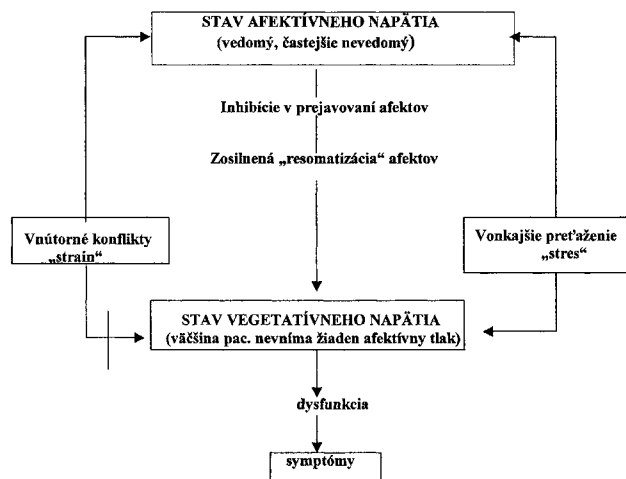 STAV AFEKTÍVNEHO NAPÄTIA
(vedomý, častejšie nevedomý)
Inhibície v prejavovaní afektov
Zosilnená „resomatizácia“ afektov
Vnútorné konflikty
„strain“
Vonkajšie preťaženie
„stres“
STAV VEGETATÍVNEHO NAPÄTIA
(väčšina pac. nevníma žiaden afektívny tlak)
dysfunkcia
symptómy